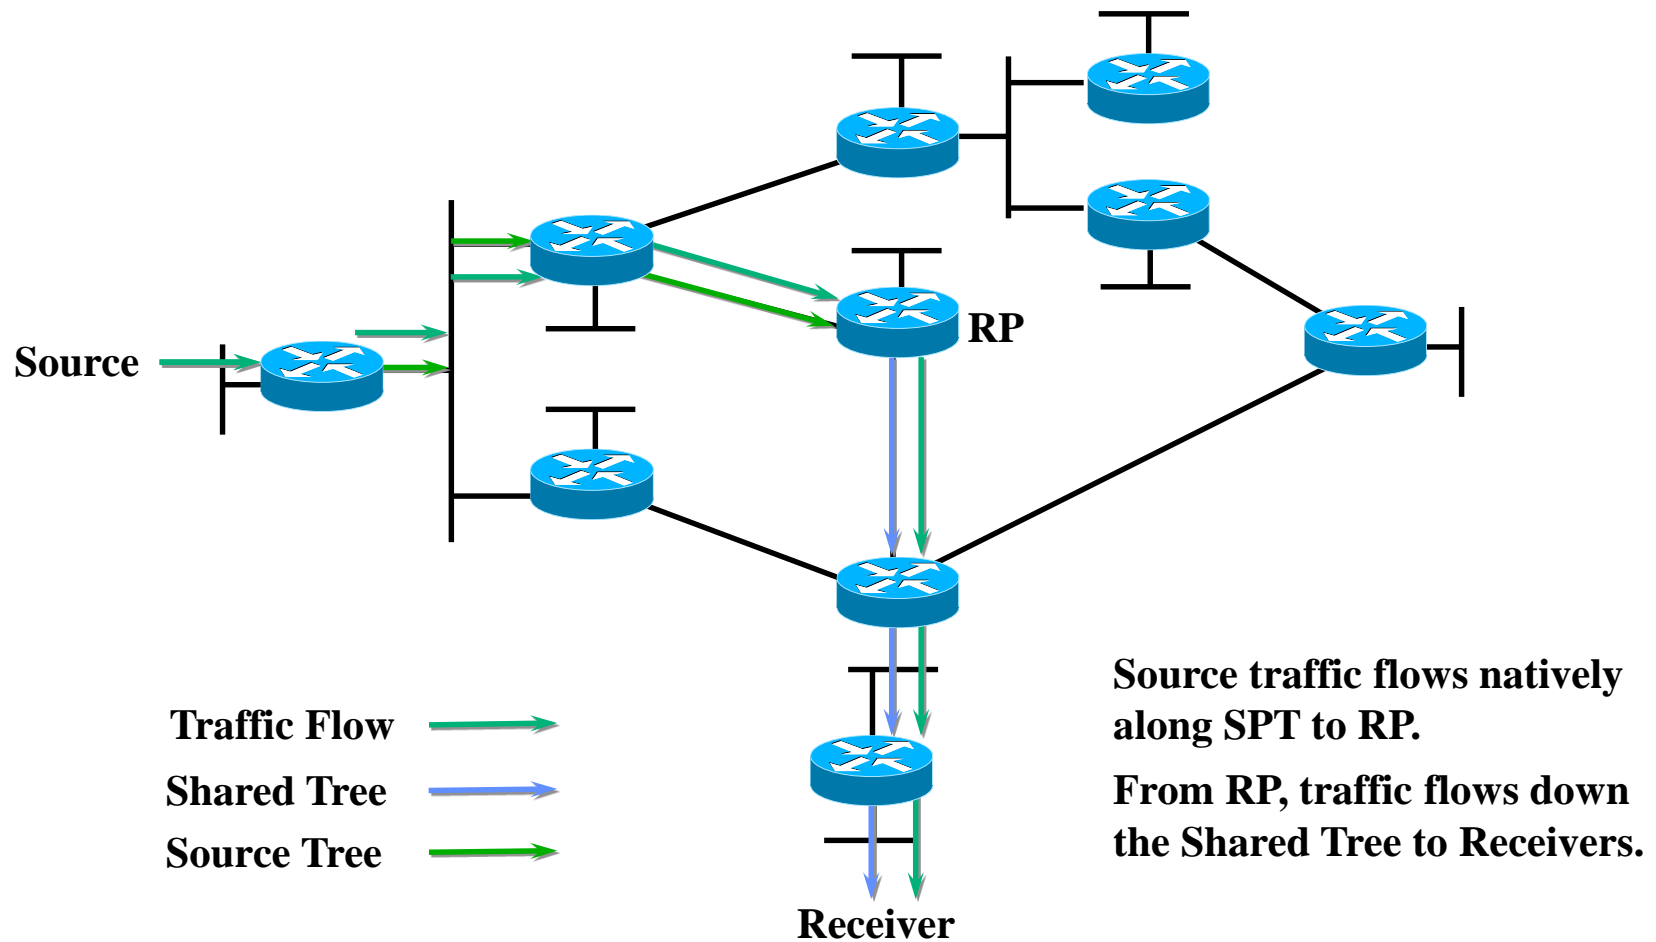 Source
RP
Traffic Flow
Shared Tree
Source Tree
Receiver
Source traffic flows natively
along SPT to RP.
From RP, traffic flows down
the Shared Tree to Receivers.